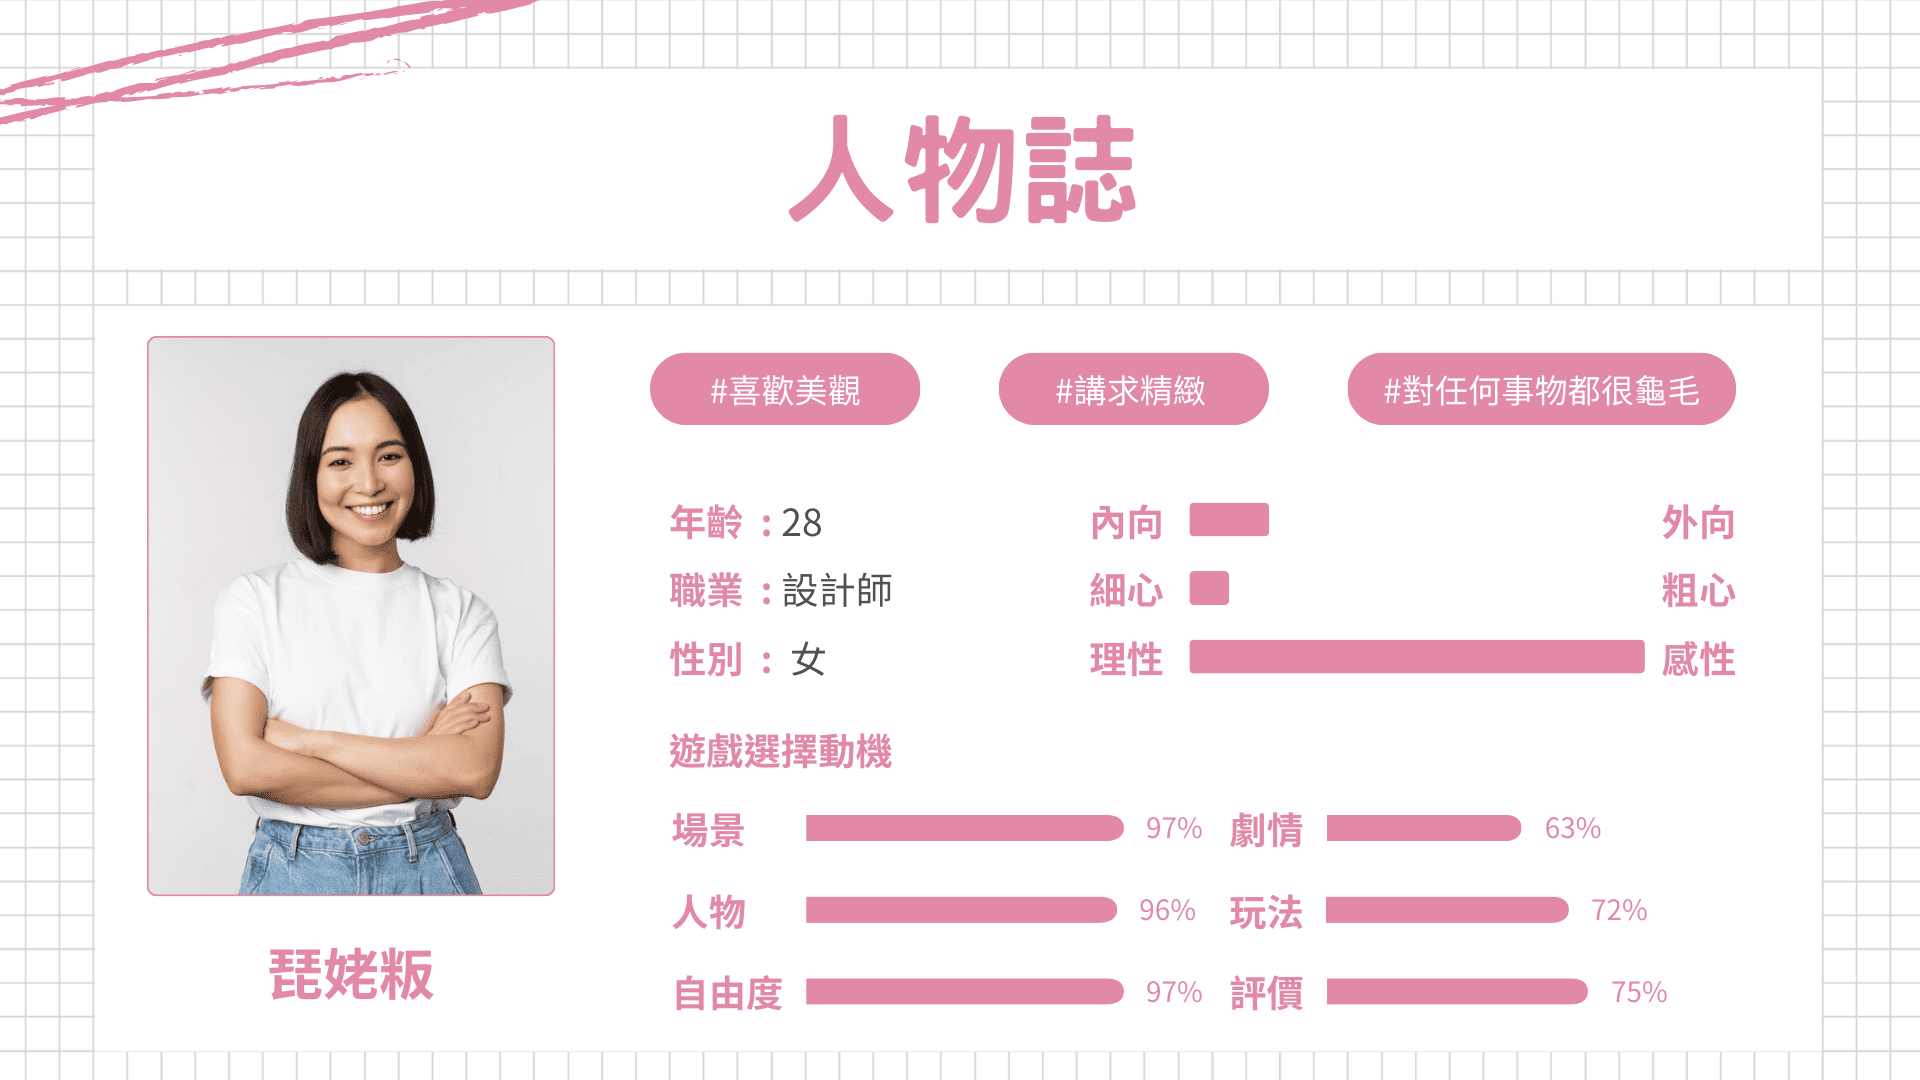 人物誌
#喜歡美觀
#講求精緻
#對任何事物都很龜毛
年齡 : 28
職業 : 設計師
性別 : 女
內向 外向
細心 粗心
理性 感性
遊戲選擇動機
場景 97% 劇情 63%
人物 96% 玩法 72%
自由度 97% 評價 75%
琵姥粄